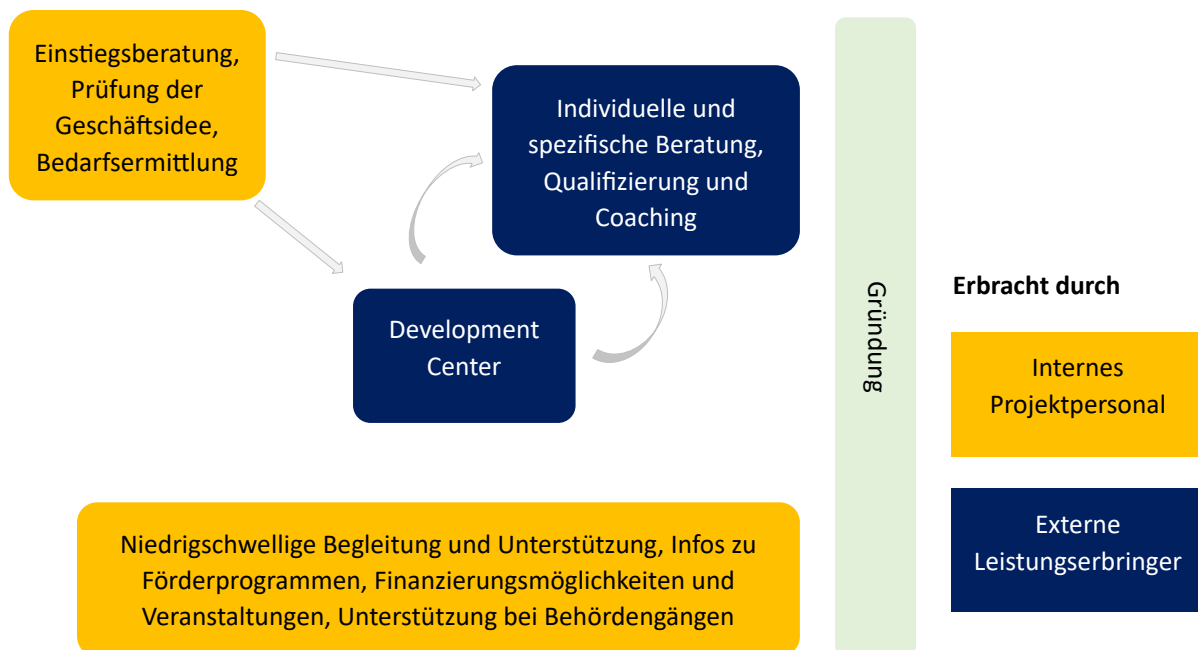 Einstiegsberatung,
Prüfung der
Geschäftsidee,
Bedarfsermittlung
Individuelle und
spezifische Beratung,
Qualifizierung und
Coaching
Development
Center
Niedrigschwellige Begleitung und Unterstützung, Infos zu
Förderprogrammen, Finanzierungsmöglichkeiten und
Veranstaltungen, Unterstützung bei Behördengängen
Gründung
Erbracht durch
Internes
Projektpersonal
Externe
Leistungserbringer